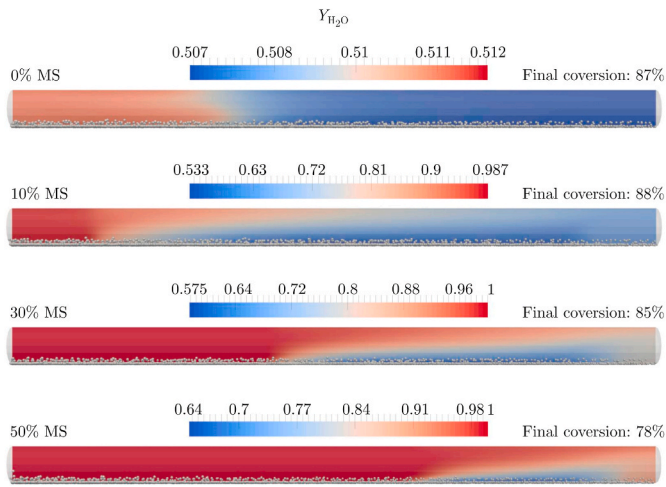 Y_H₂O
0.507 0.508 0.51 0.511 0.512
0% MS Final coversion: 87%
0.533 0.63 0.72 0.81 0.9 0.987
10% MS Final coversion: 88%
0.575 0.64 0.72 0.8 0.88 0.96 1
30% MS Final coversion: 85%
0.64 0.7 0.77 0.84 0.91 0.98 1
50% MS Final coversion: 78%